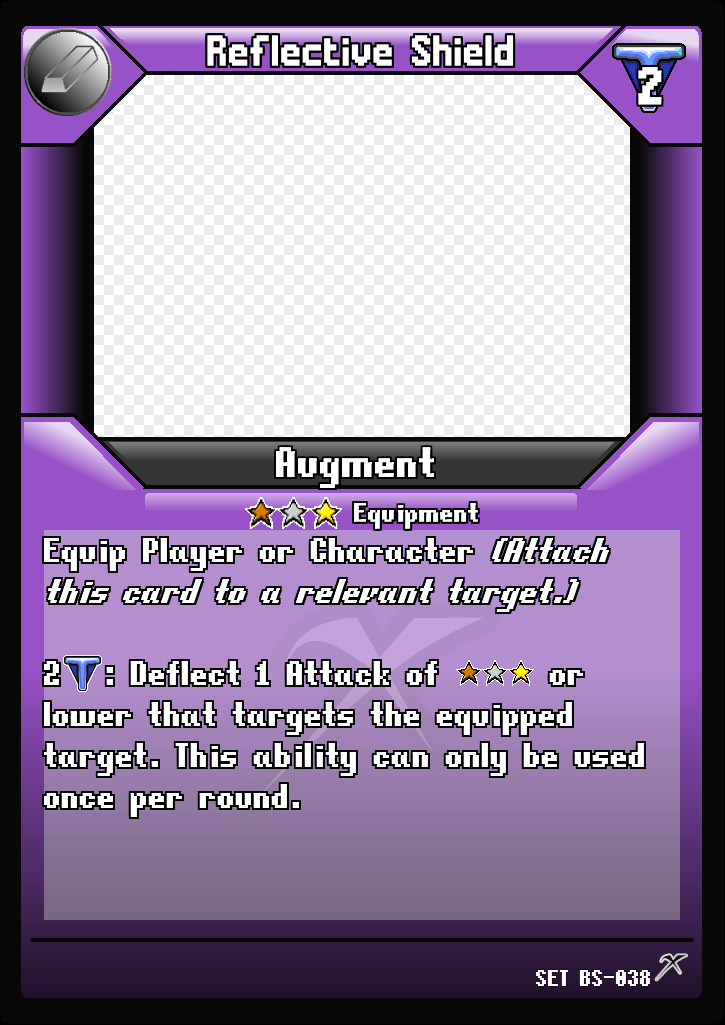 Reflective Shield
2
Augment
Equipment
Equip Player or Character (Attach
this card to a relevant target.)
2 : Deflect 1 Attack of or
lower that targets the equipped
target. This ability can only be used
once per round.
SET BS-038